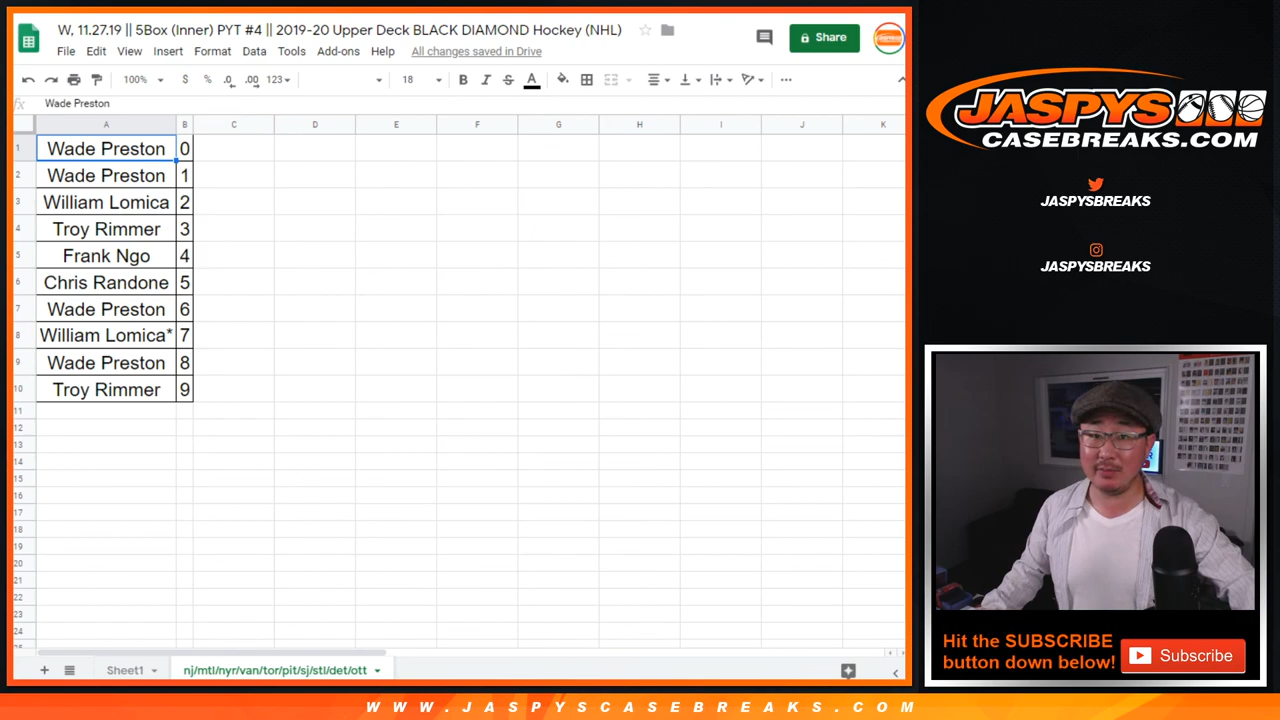 W, 11.27.19 || 5Box (Inner) PYT #4 || 2019-20 Upper Deck BLACK DIAMOND Hockey (NHL)
File Edit View Insert Format Data Tools Add-ons Help All changes saved in Drive
Share
100% $ % .0 .00 123 18 B I S A
fx Wade Preston
A B C D E F G H I J K
1 Wade Preston 0
2 Wade Preston 1
3 William Lomica 2
4 Troy Rimmer 3
5 Frank Ngo 4
6 Chris Randone 5
7 Wade Preston 6
8 William Lomica* 7
9 Wade Preston 8
10 Troy Rimmer 9
11
12
13
14
15
16
17
18
19
20
21
22
23
24
Sheet1 nj/mtl/nyr/van/tor/pit/sj/stl/det/ott
JASPYS
CASEBREAKS.COM
JASPYSBREAKS
JASPYSBREAKS
Hit the SUBSCRIBE
button down below!
Subscribe
WWW.JASPYSCASEBREAKS.COM